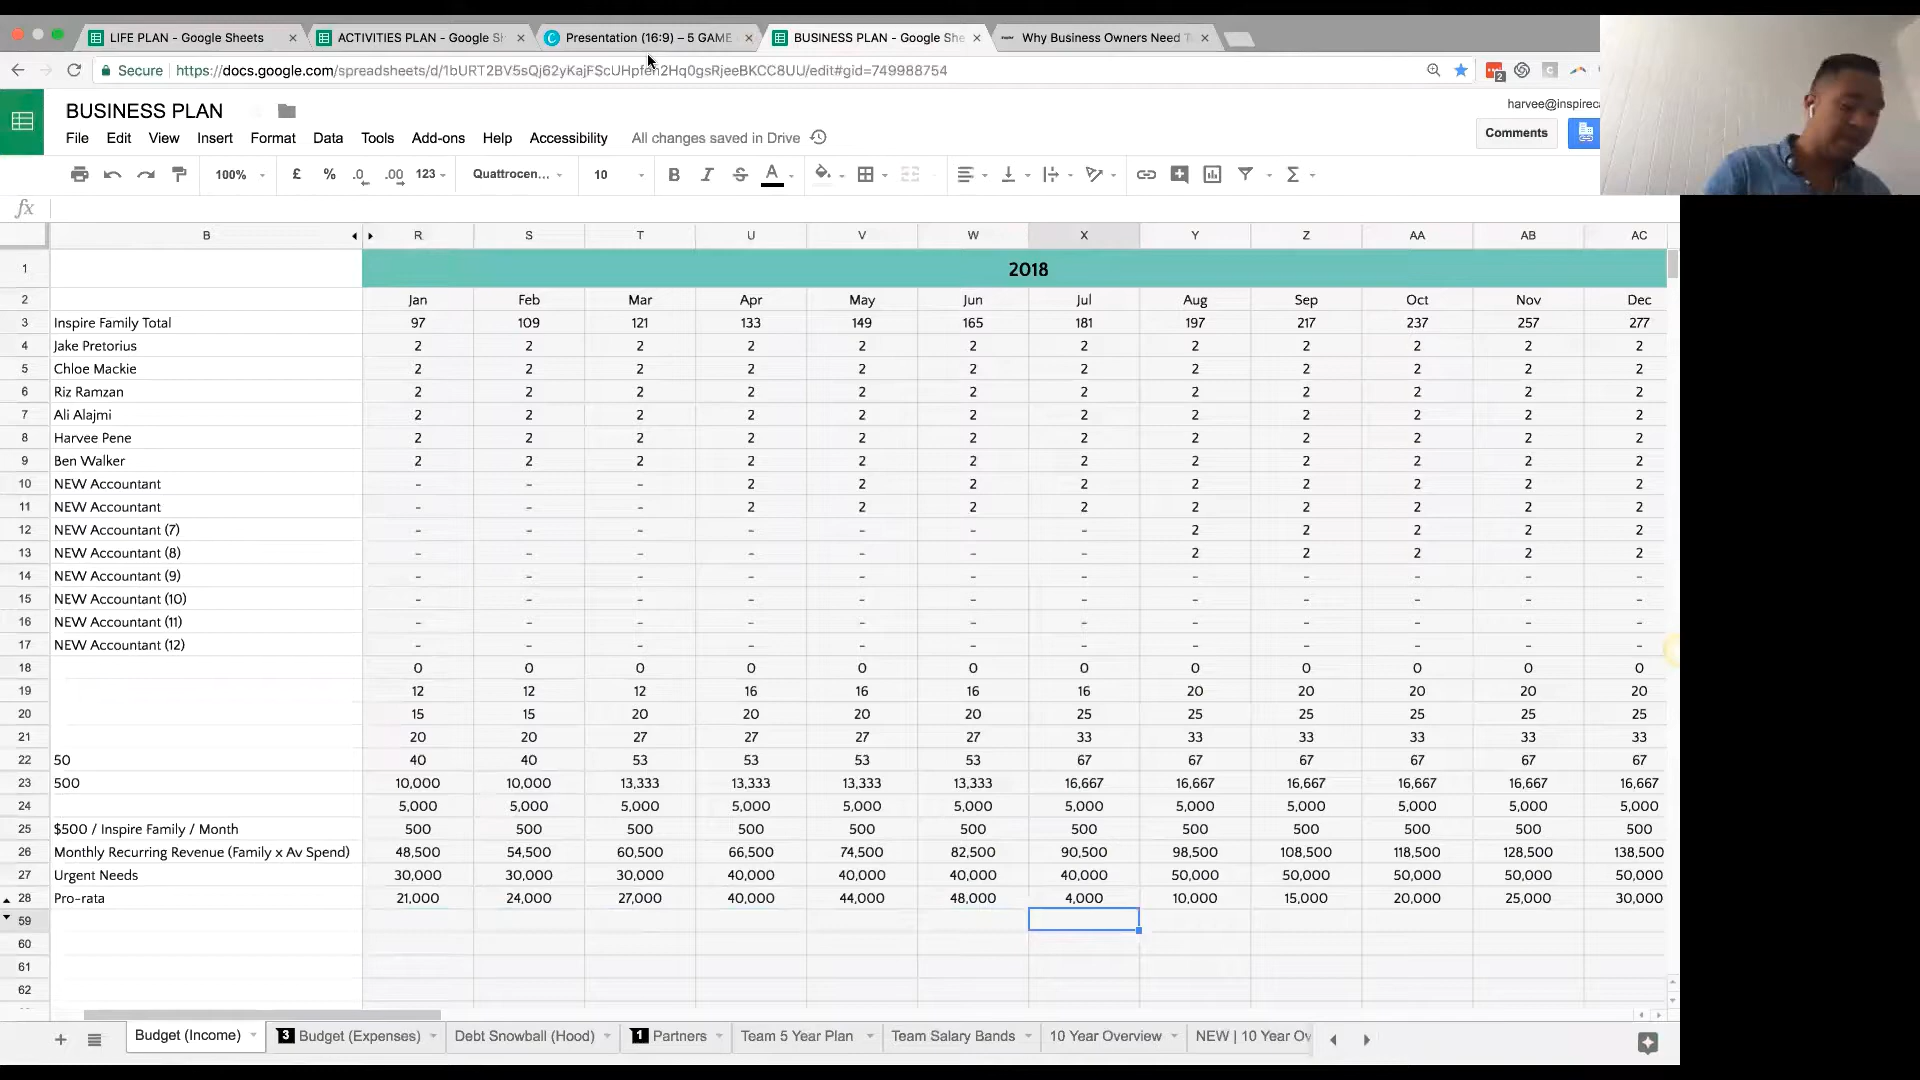 LIFE PLAN - Google Sheets
ACTIVITIES PLAN - Google Sh
Presentation (16:9) – 5 GAME
BUSINESS PLAN - Google She
Why Business Owners Need T
Secure
https://docs.google.com/spreadsheets/d/1bURT2BV5sQj62yKajFScUHpfen2Hq0gsRjeeBKCC8UU/edit#gid=749988754
2
BUSINESS PLAN
harvee@inspireca
File Edit View Insert Format Data Tools Add-ons Help Accessibility All changes saved in Drive
Comments
100% £ % .0 .00 123 Quattrocen... 10 B I S A Σ
fx
B R S T U V W X Y Z AA AB AC
1 2018
2 Jan Feb Mar Apr May Jun Jul Aug Sep Oct Nov Dec
3 Inspire Family Total 97 109 121 133 149 165 181 197 217 237 257 277
4 Jake Pretorius 2 2 2 2 2 2 2 2 2 2 2 2
5 Chloe Mackie 2 2 2 2 2 2 2 2 2 2 2 2
6 Riz Ramzan 2 2 2 2 2 2 2 2 2 2 2 2
7 Ali Alajmi 2 2 2 2 2 2 2 2 2 2 2 2
8 Harvee Pene 2 2 2 2 2 2 2 2 2 2 2 2
9 Ben Walker 2 2 2 2 2 2 2 2 2 2 2 2
10 NEW Accountant - - - 2 2 2 2 2 2 2 2 2
11 NEW Accountant - - - 2 2 2 2 2 2 2 2 2
12 NEW Accountant (7) - - - - - - - 2 2 2 2 2
13 NEW Accountant (8) - - - - - - - 2 2 2 2 2
14 NEW Accountant (9) - - - - - - - - - - - -
15 NEW Accountant (10) - - - - - - - - - - - -
16 NEW Accountant (11) - - - - - - - - - - - -
17 NEW Accountant (12) - - - - - - - - - - - -
18 0 0 0 0 0 0 0 0 0 0 0 0
19 12 12 12 16 16 16 16 20 20 20 20 20
20 15 15 20 20 20 20 25 25 25 25 25 25
21 20 20 27 27 27 27 33 33 33 33 33 33
22 50 40 40 53 53 53 53 67 67 67 67 67 67
23 500 10,000 10,000 13,333 13,333 13,333 13,333 16,667 16,667 16,667 16,667 16,667 16,667
24 5,000 5,000 5,000 5,000 5,000 5,000 5,000 5,000 5,000 5,000 5,000 5,000
25 $500 / Inspire Family / Month 500 500 500 500 500 500 500 500 500 500 500 500
26 Monthly Recurring Revenue (Family x Av Spend) 48,500 54,500 60,500 66,500 74,500 82,500 90,500 98,500 108,500 118,500 128,500 138,500
27 Urgent Needs 30,000 30,000 30,000 40,000 40,000 40,000 40,000 50,000 50,000 50,000 50,000 50,000
28 Pro-rata 21,000 24,000 27,000 40,000 44,000 48,000 4,000 10,000 15,000 20,000 25,000 30,000
59
60
61
62
Budget (Income) 3 Budget (Expenses) Debt Snowball (Hood) 1 Partners Team 5 Year Plan Team Salary Bands 10 Year Overview NEW | 10 Year Ov